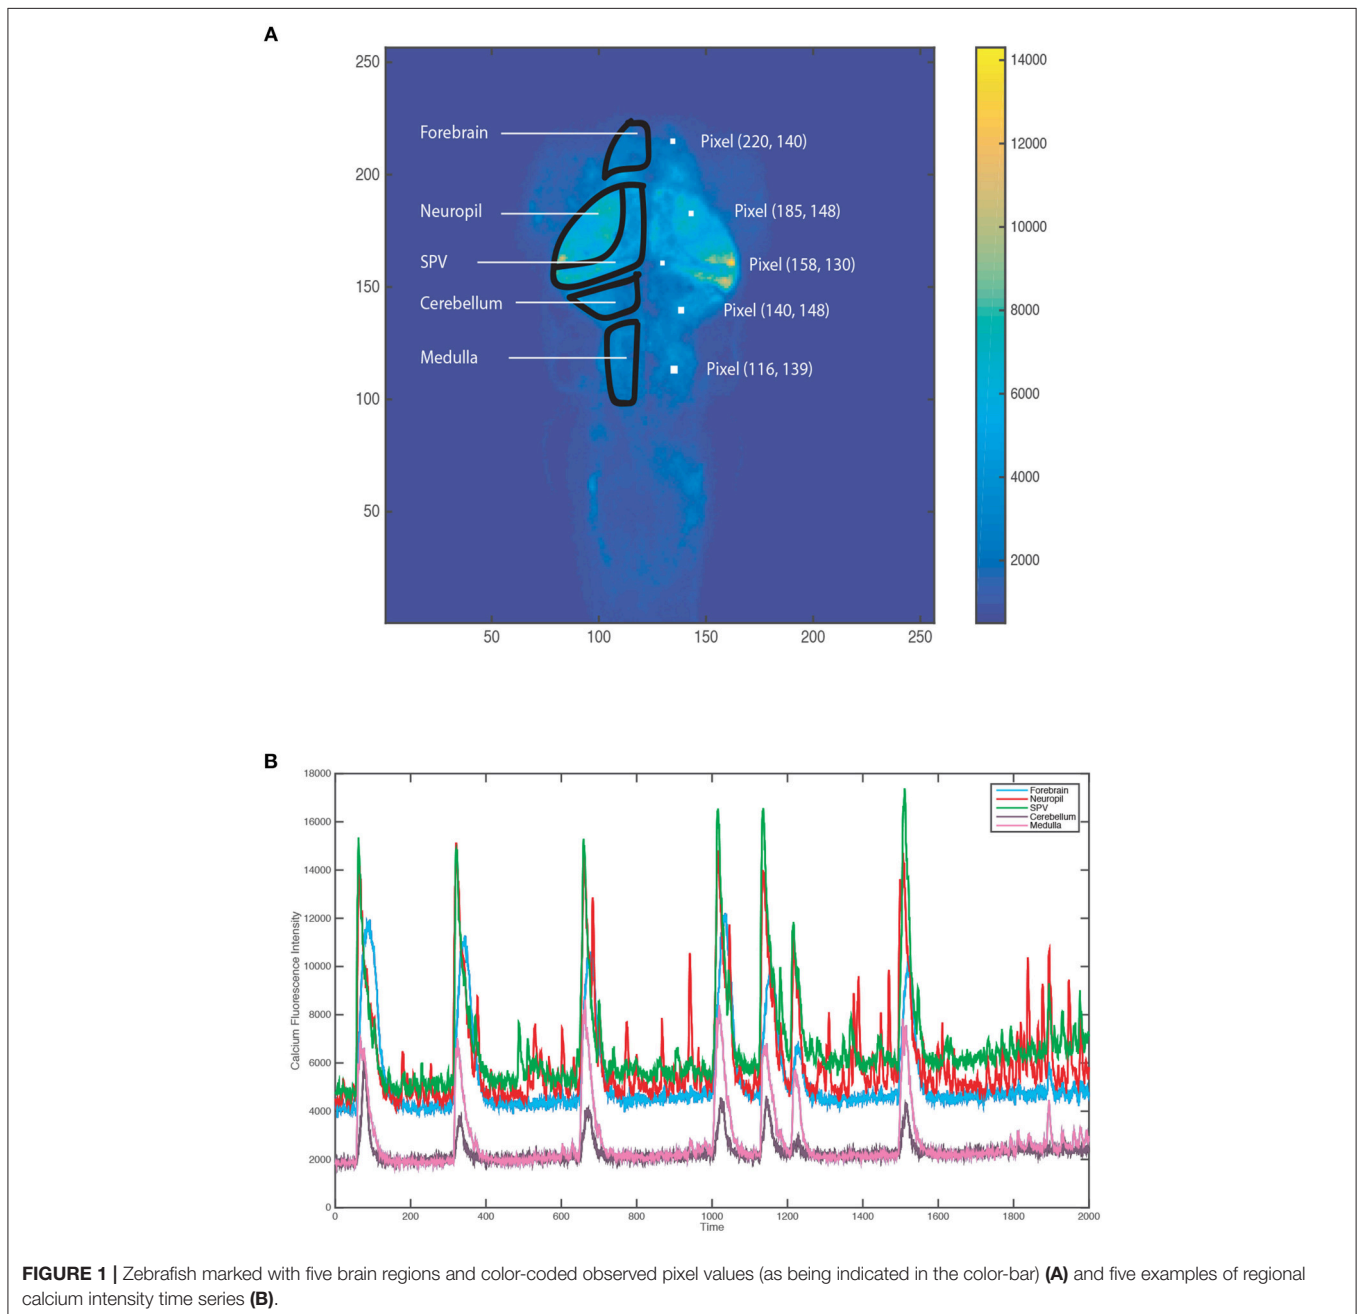 A
250
200
150
100
50
50
100
150
200
250
Forebrain
Neuropil
SPV
Cerebellum
Medulla
Pixel (220, 140)
Pixel (185, 148)
Pixel (158, 130)
Pixel (140, 148)
Pixel (116, 139)
14000
12000
10000
8000
6000
4000
2000
B
18000
16000
14000
12000
10000
8000
6000
4000
2000
0
Calcium Fluorescence Intensity
0
200
400
600
800
1000
1200
1400
1600
1800
2000
Time
Forebrain
Neuropil
SPV
Cerebellum
Medulla
FIGURE 1 | Zebrafish marked with five brain regions and color-coded observed pixel values (as being indicated in the color-bar) (A) and five examples of regional
calcium intensity time series (B).